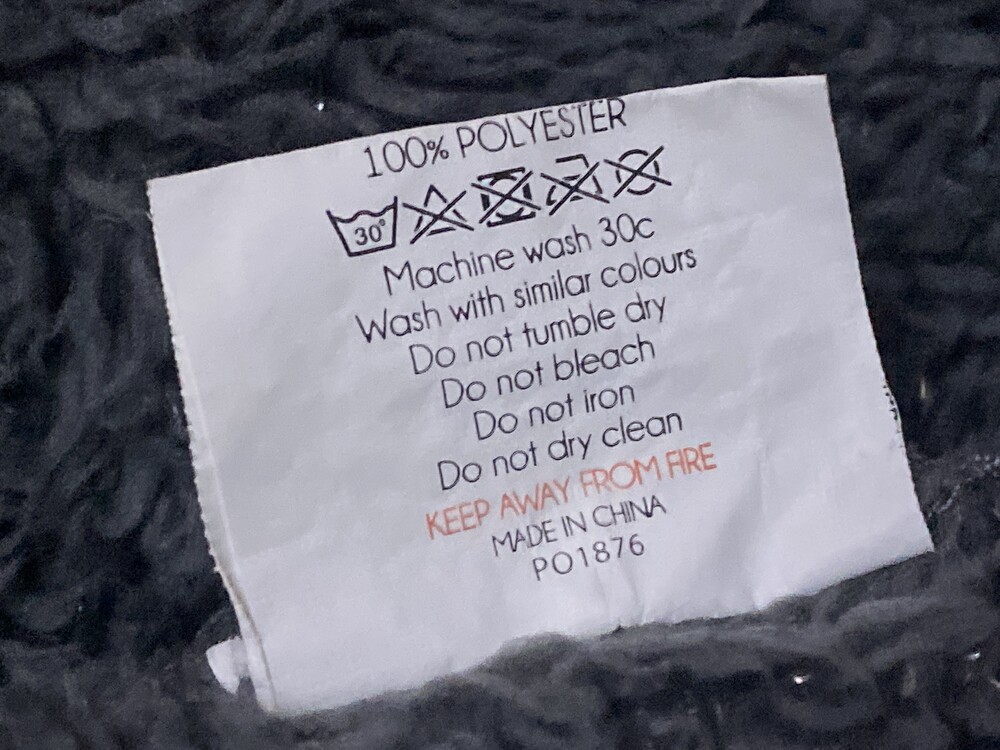 100% POLYESTER
30°
Machine wash 30c
Wash with similar colours
Do not tumble dry
Do not bleach
Do not iron
Do not dry clean
KEEP AWAY FROM FIRE
MADE IN CHINA
PO1876